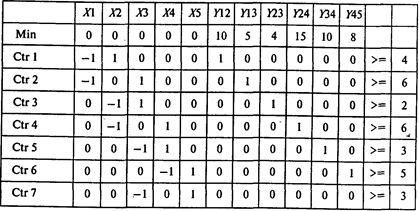 X1 X2 X3 X4 X5 Y12 Y13 Y23 Y24 Y34 Y45
Min 0 0 0 0 0 10 5 4 15 10 8
Ctr 1 −1 1 0 0 0 1 0 0 0 0 0 >= 4
Ctr 2 −1 0 1 0 0 0 1 0 0 0 0 >= 6
Ctr 3 0 −1 1 0 0 0 0 1 0 0 0 >= 2
Ctr 4 0 −1 0 1 0 0 0 0 1 0 0 >= 6
Ctr 5 0 0 −1 1 0 0 0 0 0 1 0 >= 3
Ctr 6 0 0 0 −1 1 0 0 0 0 0 1 >= 5
Ctr 7 0 0 −1 0 1 0 0 0 0 0 0 >= 3